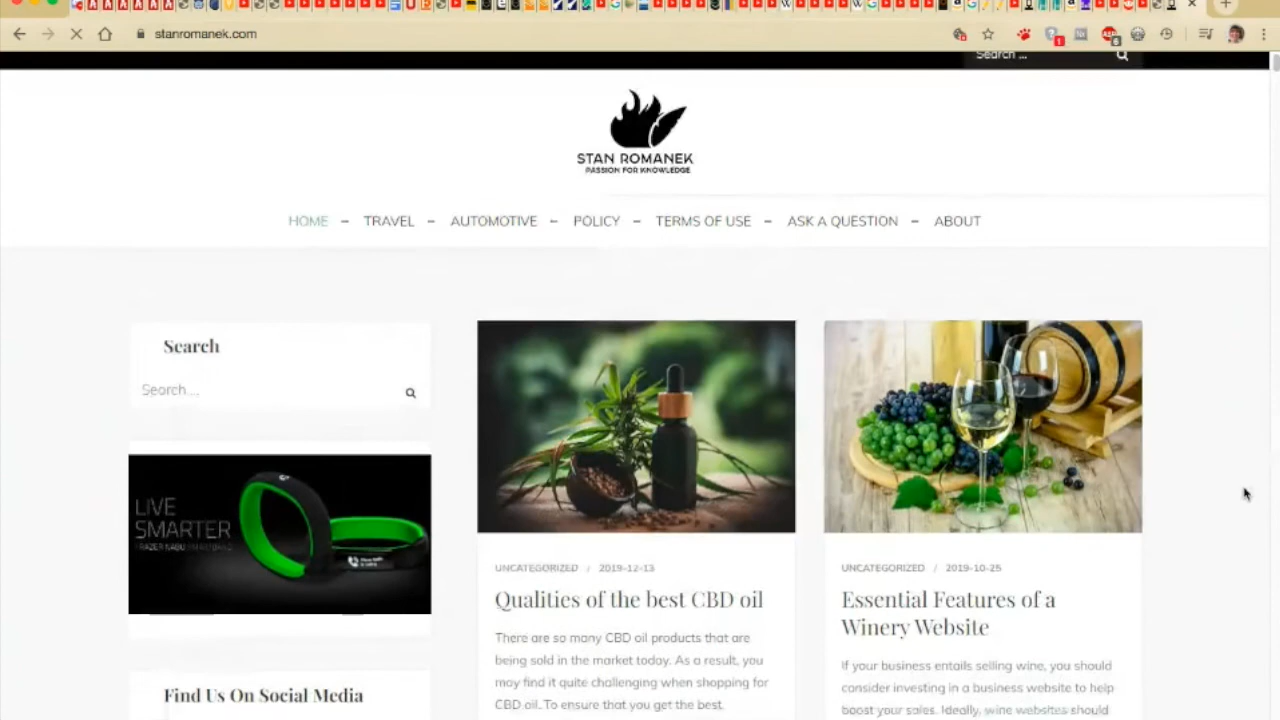 stanromanek.com
Search ...
STAN ROMANEK
PASSION FOR KNOWLEDGE
HOME – TRAVEL – AUTOMOTIVE – POLICY – TERMS OF USE – ASK A QUESTION – ABOUT
Search
Search ...
LIVE
SMARTER
Find Us On Social Media
UNCATEGORIZED / 2019-12-13
Qualities of the best CBD oil
There are so many CBD oil products that are
being sold in the market today. As a result, you
may find it quite challenging when shopping for
CBD oil. To ensure that you get the best,
UNCATEGORIZED / 2019-10-25
Essential Features of a
Winery Website
If your business entails selling wine, you should
consider investing in a business website to help
boost your sales. Ideally, wine websites should